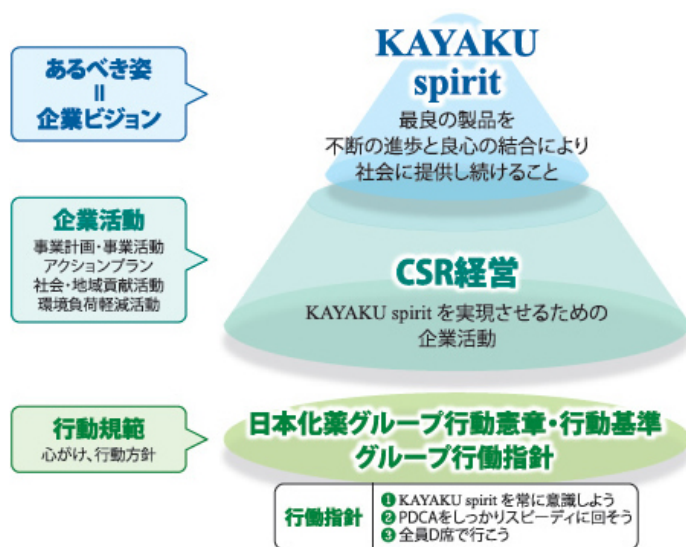 あるべき姿
＝
企業ビジョン
KAYAKU
spirit
最良の製品を
不断の進歩と良心の結合により
社会に提供し続けること
企業活動
事業計画・事業活動
アクションプラン
社会・地域貢献活動
環境負荷軽減活動
CSR経営
KAYAKU spirit を実現させるための
企業活動
行動規範
心がけ、行動方針
日本化薬グループ行動憲章・行動基準
グループ行働指針
行働指針
❶KAYAKU spirit を常に意識しよう
❷PDCAをしっかりスピーディに回そう
❸全員D席で行こう